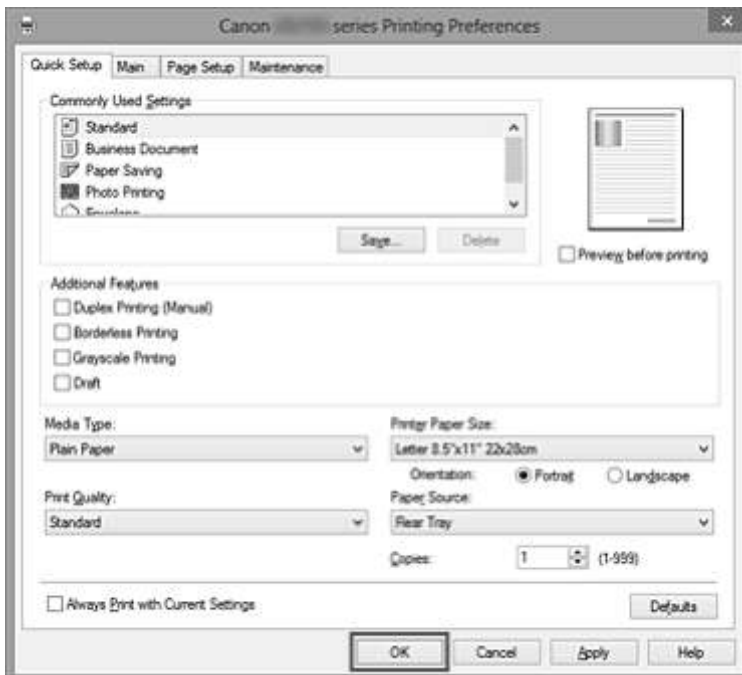 Canon series Printing Preferences
Quick Setup Main Page Setup Maintenance
Commonly Used Settings
Standard
Business Document
Paper Saving
Photo Printing
Envelope
Save... Delete
Preview before printing
Additional Features
Duplex Printing (Manual)
Borderless Printing
Grayscale Printing
Draft
Media Type:
Plain Paper
Printer Paper Size:
Letter 8.5"x11" 22x28cm
Orientation: Portrait Landscape
Print Quality:
Standard
Paper Source:
Rear Tray
Copies: 1 (1-999)
Always Print with Current Settings
Defaults
OK Cancel Apply Help